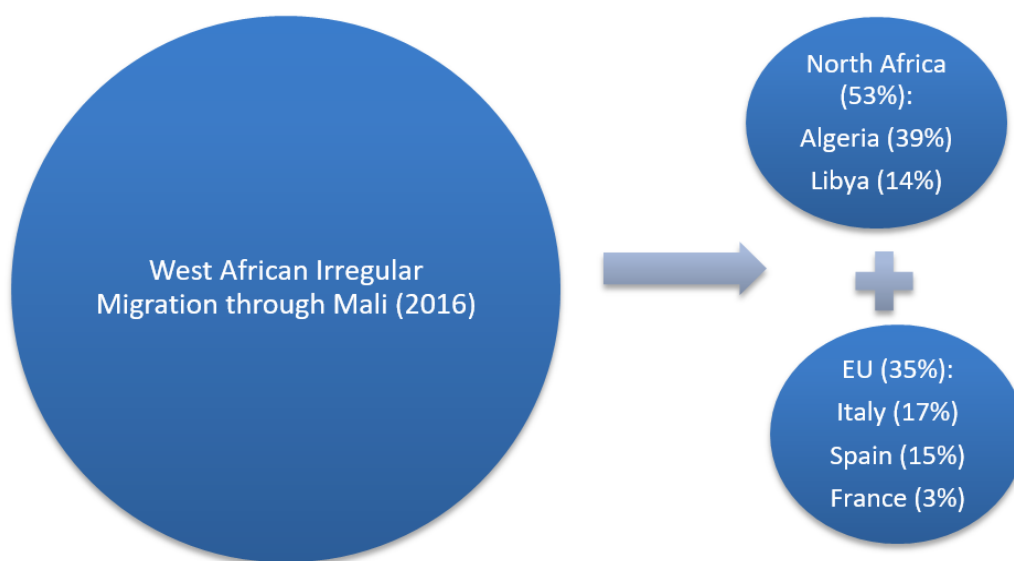 West African Irregular
Migration through Mali (2016)
North Africa
(53%):
Algeria (39%)
Libya (14%)
EU (35%):
Italy (17%)
Spain (15%)
France (3%)